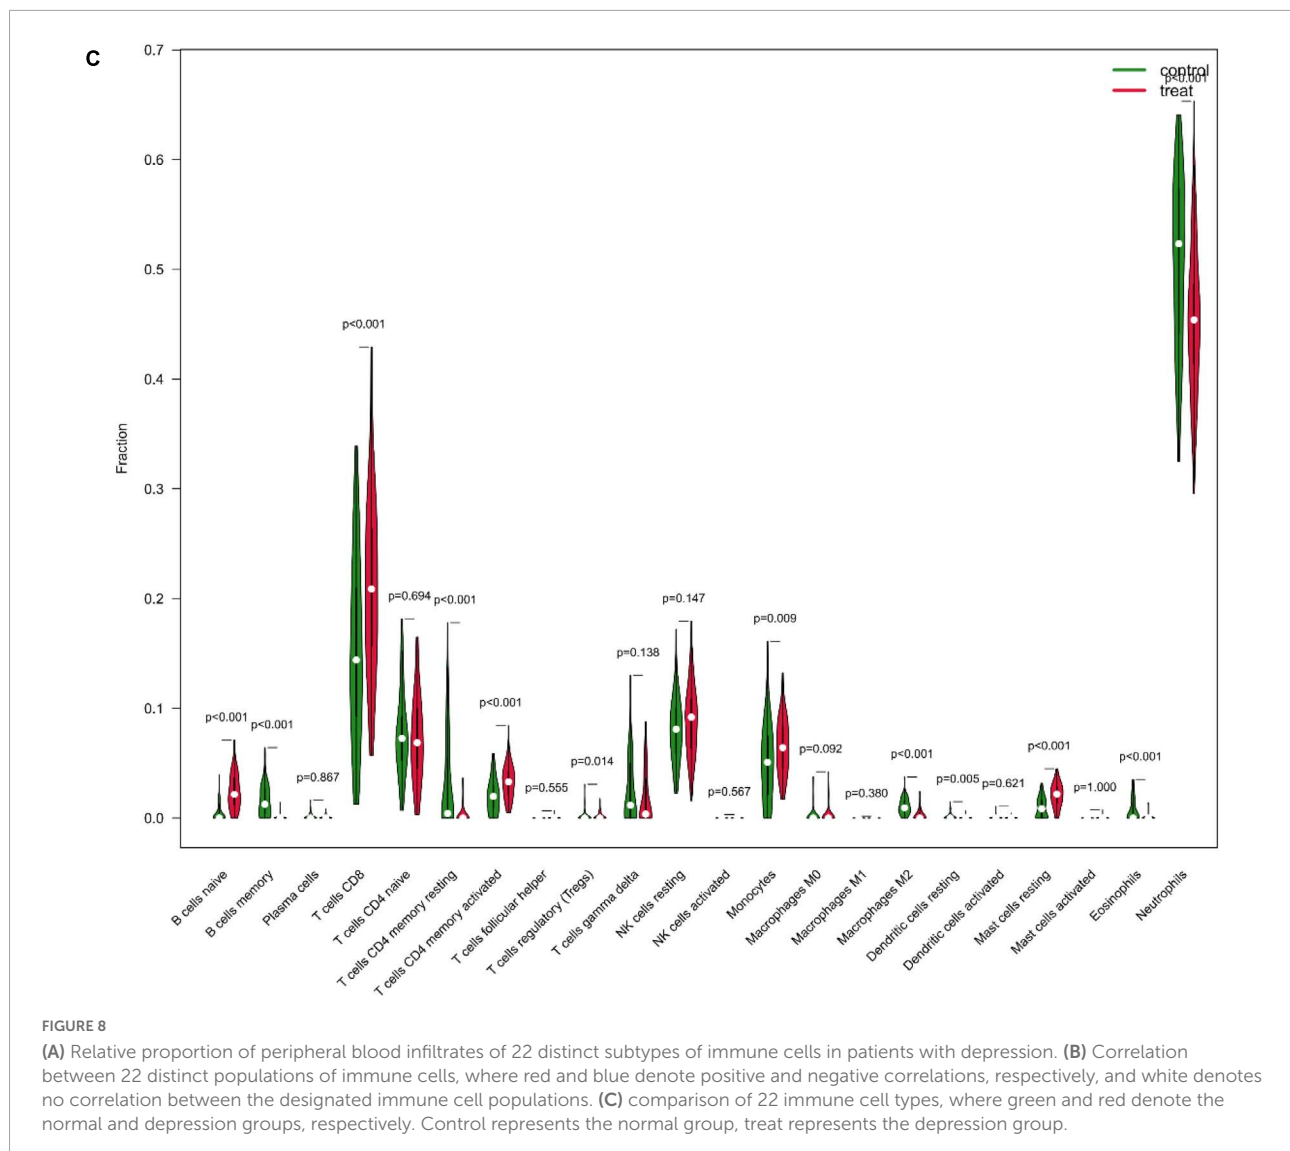 C
0.7
0.6
0.5
0.4
0.3
0.2
0.1
0.0
Fraction
control
treat
p<0.001
p<0.001
p<0.001
p=0.867
p<0.001
p=0.694
p<0.001
p<0.001
p=0.555
p=0.014
p=0.138
p=0.147
p=0.567
p=0.009
p=0.092
p=0.380
p<0.001
p=0.005
p=0.621
p<0.001
p=1.000
p<0.001
B cells naive
B cells memory
Plasma cells
T cells CD8
T cells CD4 naive
T cells CD4 memory resting
T cells CD4 memory activated
T cells follicular helper
T cells regulatory (Tregs)
T cells gamma delta
NK cells resting
NK cells activated
Monocytes
Macrophages M0
Macrophages M1
Macrophages M2
Dendritic cells resting
Dendritic cells activated
Mast cells resting
Mast cells activated
Eosinophils
Neutrophils
FIGURE 8
(A) Relative proportion of peripheral blood infiltrates of 22 distinct subtypes of immune cells in patients with depression. (B) Correlation
between 22 distinct populations of immune cells, where red and blue denote positive and negative correlations, respectively, and white denotes
no correlation between the designated immune cell populations. (C) comparison of 22 immune cell types, where green and red denote the
normal and depression groups, respectively. Control represents the normal group, treat represents the depression group.